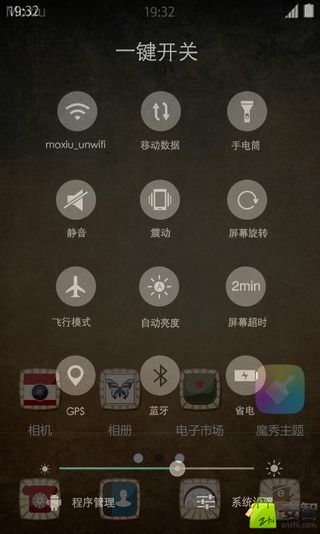 19:32
19:32
一键开关
moxiu_unwifi 移动数据 手电筒
静音 震动 屏幕旋转
2min
飞行模式 自动亮度 屏幕超时
GPS 蓝牙 省电
相机 相册 电子市场 魔秀主题
程序管理 系统
安智
anzhi.com